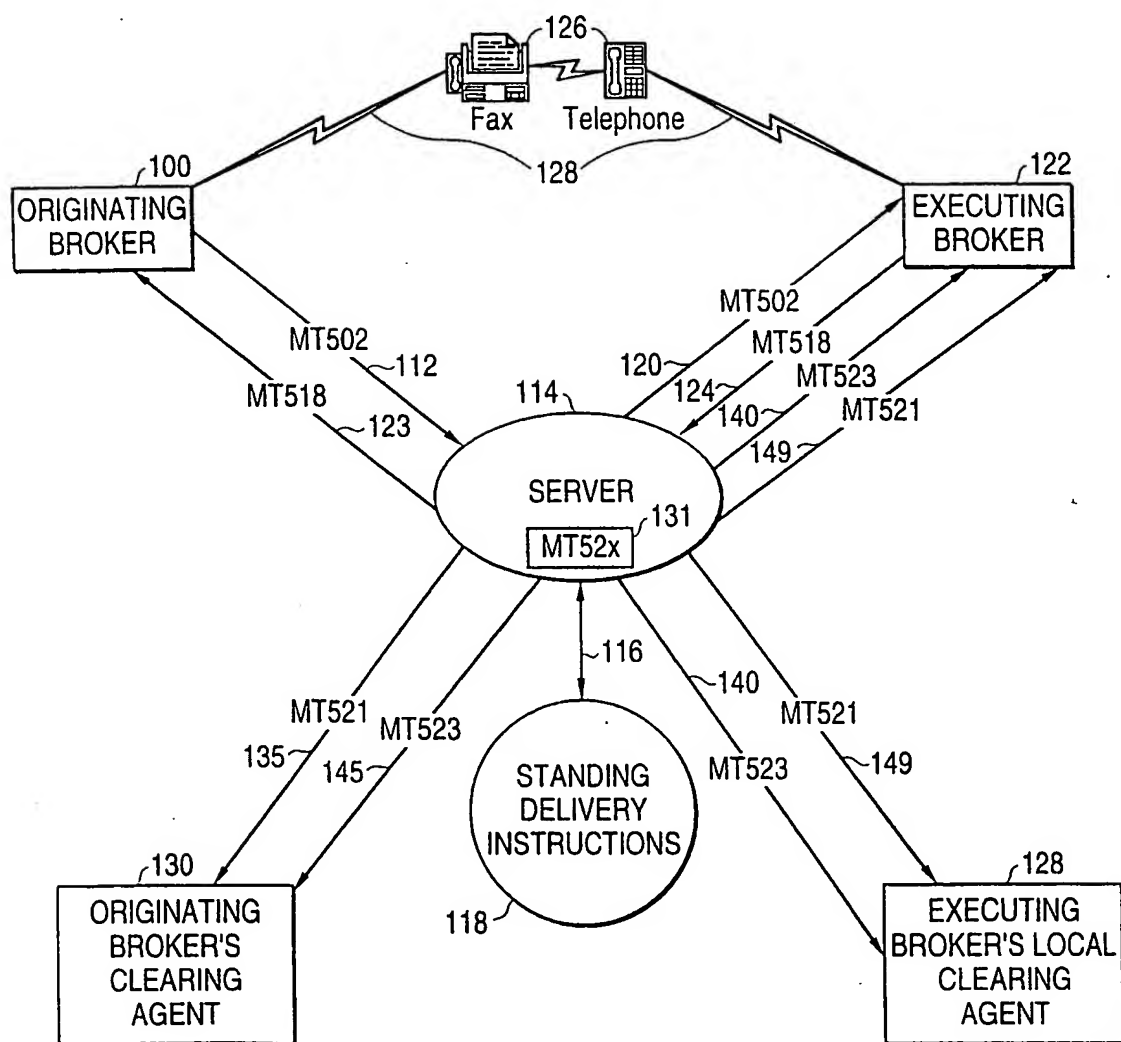 126
Fax
Telephone
128
100
ORIGINATING
BROKER
122
EXECUTING
BROKER
MT502
112
MT518
123
MT502
120
MT518
124
MT523
140
MT521
149
114
SERVER
131
MT52x
116
MT521
135
MT523
145
140
MT523
MT521
149
STANDING
DELIVERY
INSTRUCTIONS
118
130
ORIGINATING
BROKER'S
CLEARING
AGENT
128
EXECUTING
BROKER'S LOCAL
CLEARING
AGENT